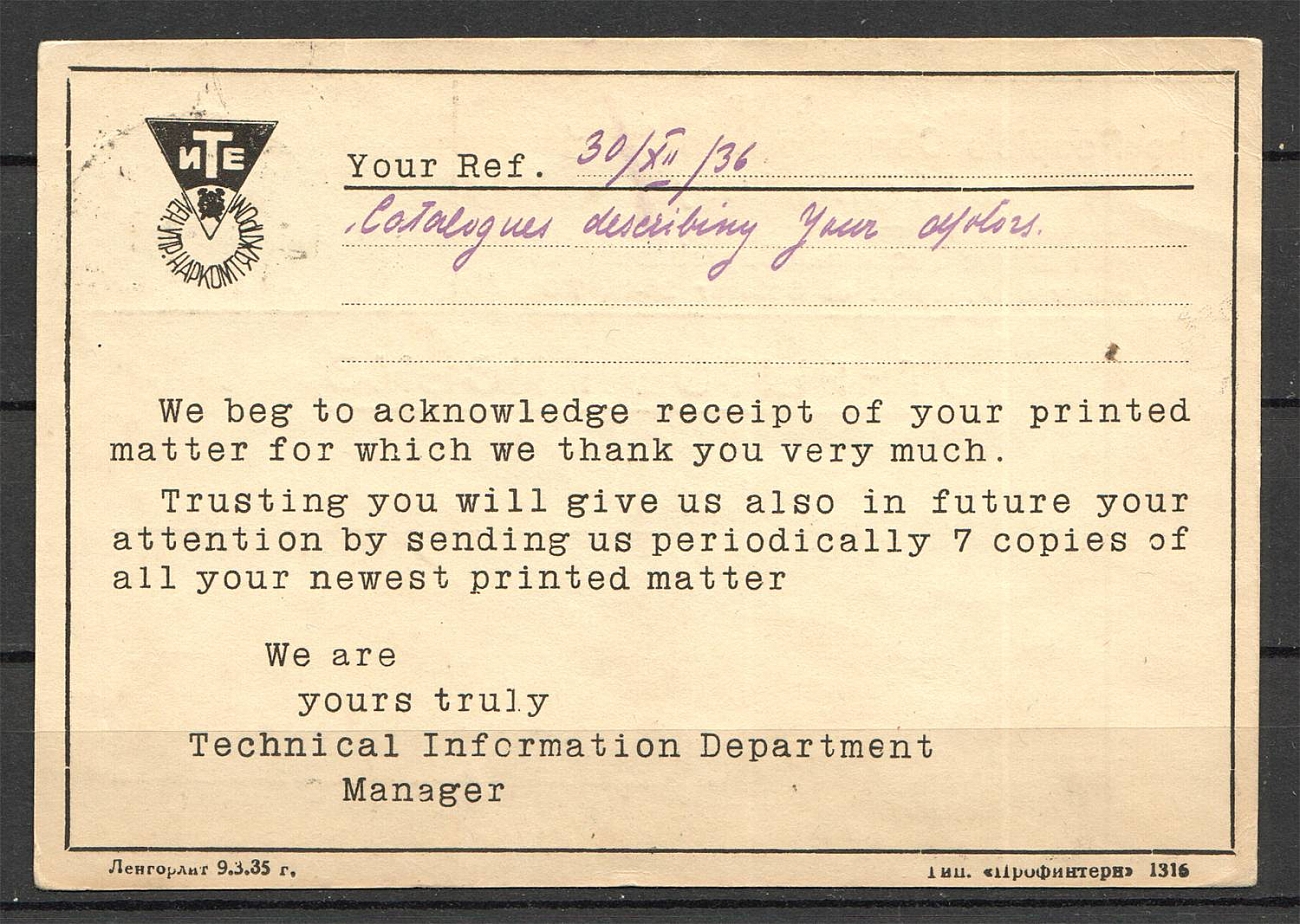 ИТЕ
ЛЕН. УПР. НАРКОМТЯЖПРОМ
Your Ref. 30/XII/36
Catalogues describing Your Motors.
We beg to acknowledge receipt of your printed
matter for which we thank you very much.
Trusting you will give us also in future your
attention by sending us periodically 7 copies of
all your newest printed matter
We are
yours truly
Technical Information Department
Manager
Ленгорлит 9.3.35 г.
Тип. «Профинтерн» 1316